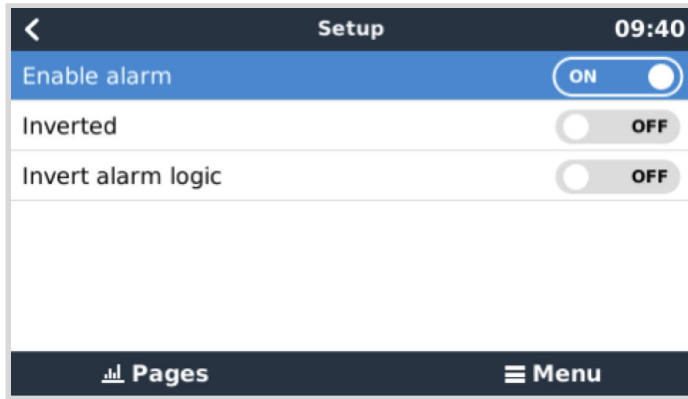 Setup 09:40
Enable alarm ON
Inverted OFF
Invert alarm logic OFF
Pages Menu